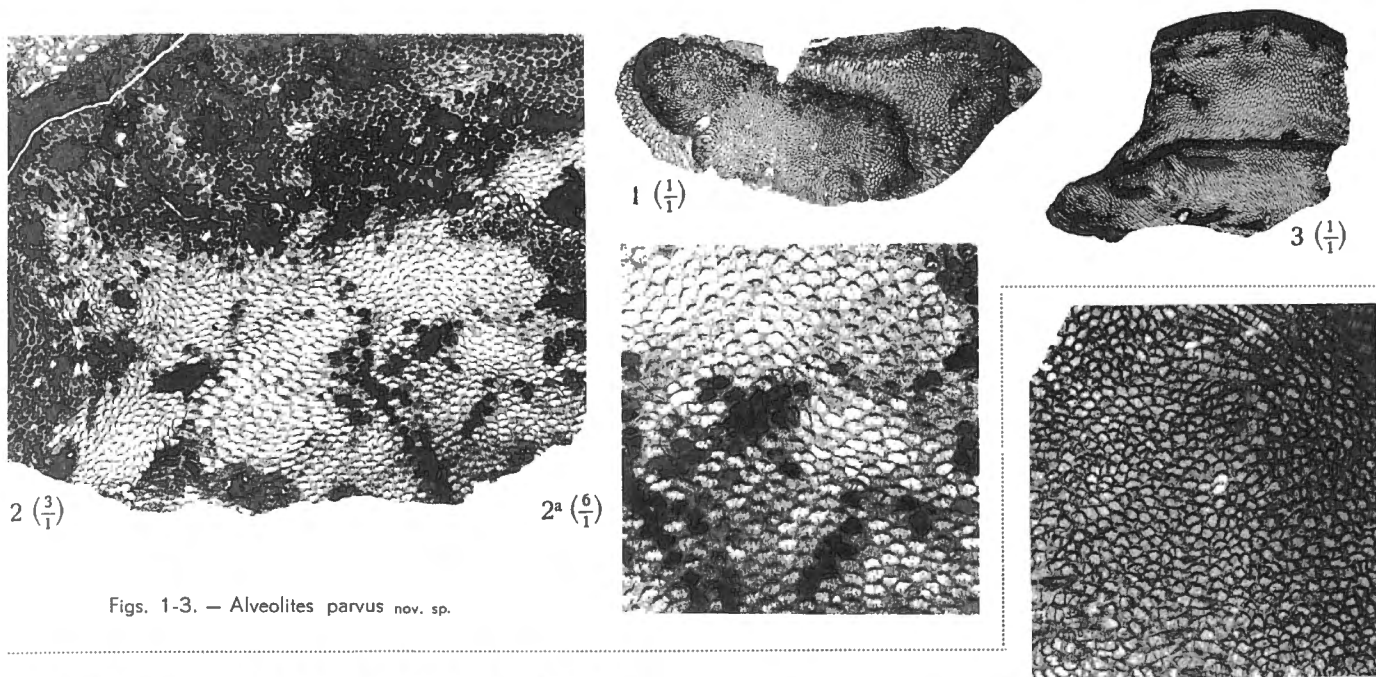 1 (1/1)
3 (1/1)
2 (3/1)
2a (6/1)
Figs. 1-3. — Alveolites parvus nov. sp.